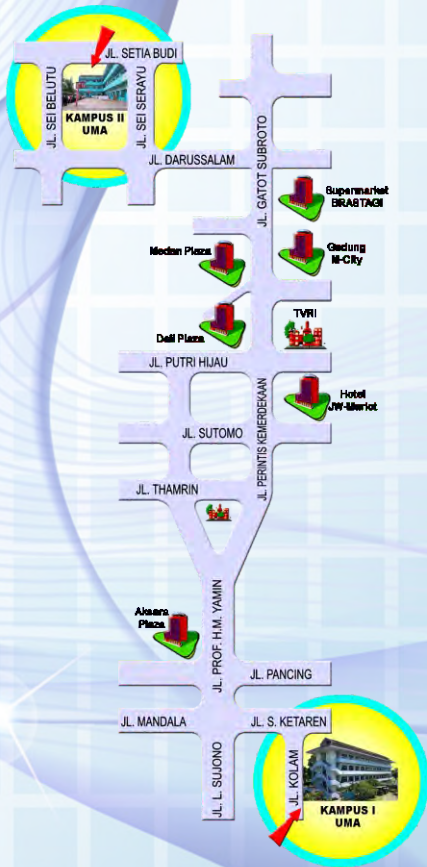 JL. SETIA BUDI
JL. SEI BELUTU
JL. SEI SERAYU
KAMPUS II
UMA
JL. DARUSSALAM
JL. GATOT SUBROTO
Supermarket
BRASTAGI
Medan Plaza
Gedung
M-City
TVRI
Deli Plaza
JL. PUTRI HIJAU
JL. PERINTIS KEMERDEKAAN
Hotel
JW-Mariot
JL. SUTOMO
JL. THAMRIN
JL. PROF. H.M. YAMIN
Aksara
Plaza
JL. PANCING
JL. MANDALA
JL. S. KETAREN
JL. L. SUJONO
JL. KOLAM
KAMPUS I
UMA